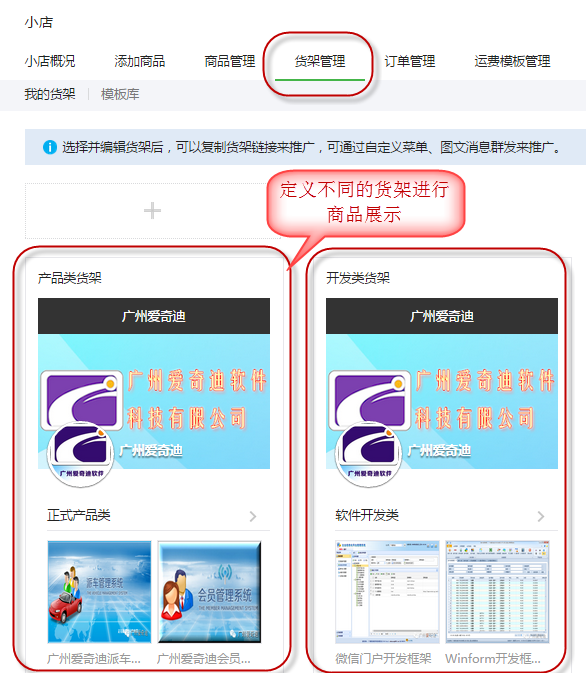 小店
小店概况 添加商品 商品管理 货架管理 订单管理 运费模板管理
我的货架 模板库
选择并编辑货架后，可以复制货架链接来推广，可通过自定义菜单、图文消息群发来推广。
定义不同的货架进行
商品展示
产品类货架
广州爱奇迪
广州爱奇迪软件
科技有限公司
广州爱奇迪
广州爱奇迪软件
正式产品类
派车管理系统
会员管理系统
THE MEMBER MANAGEMENT SYSTEM
广州爱奇迪派车...
广州爱奇迪会员...
开发类货架
广州爱奇迪
广州爱奇迪软件
科技有限公司
广州爱奇迪
广州爱奇迪软件
软件开发类
微信门户开发框架
Winform开发框...